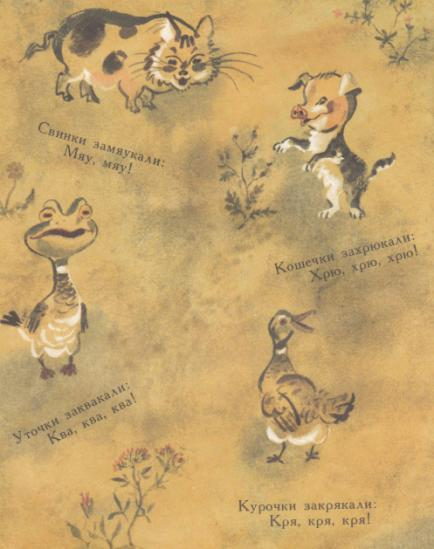 Свинки замяукали:
Мяу, мяу!
Кошечки захрюкали:
Хрю, хрю, хрю!
Уточки заквакали:
Ква, ква, ква!
Курочки закрякали:
Кря, кря, кря!